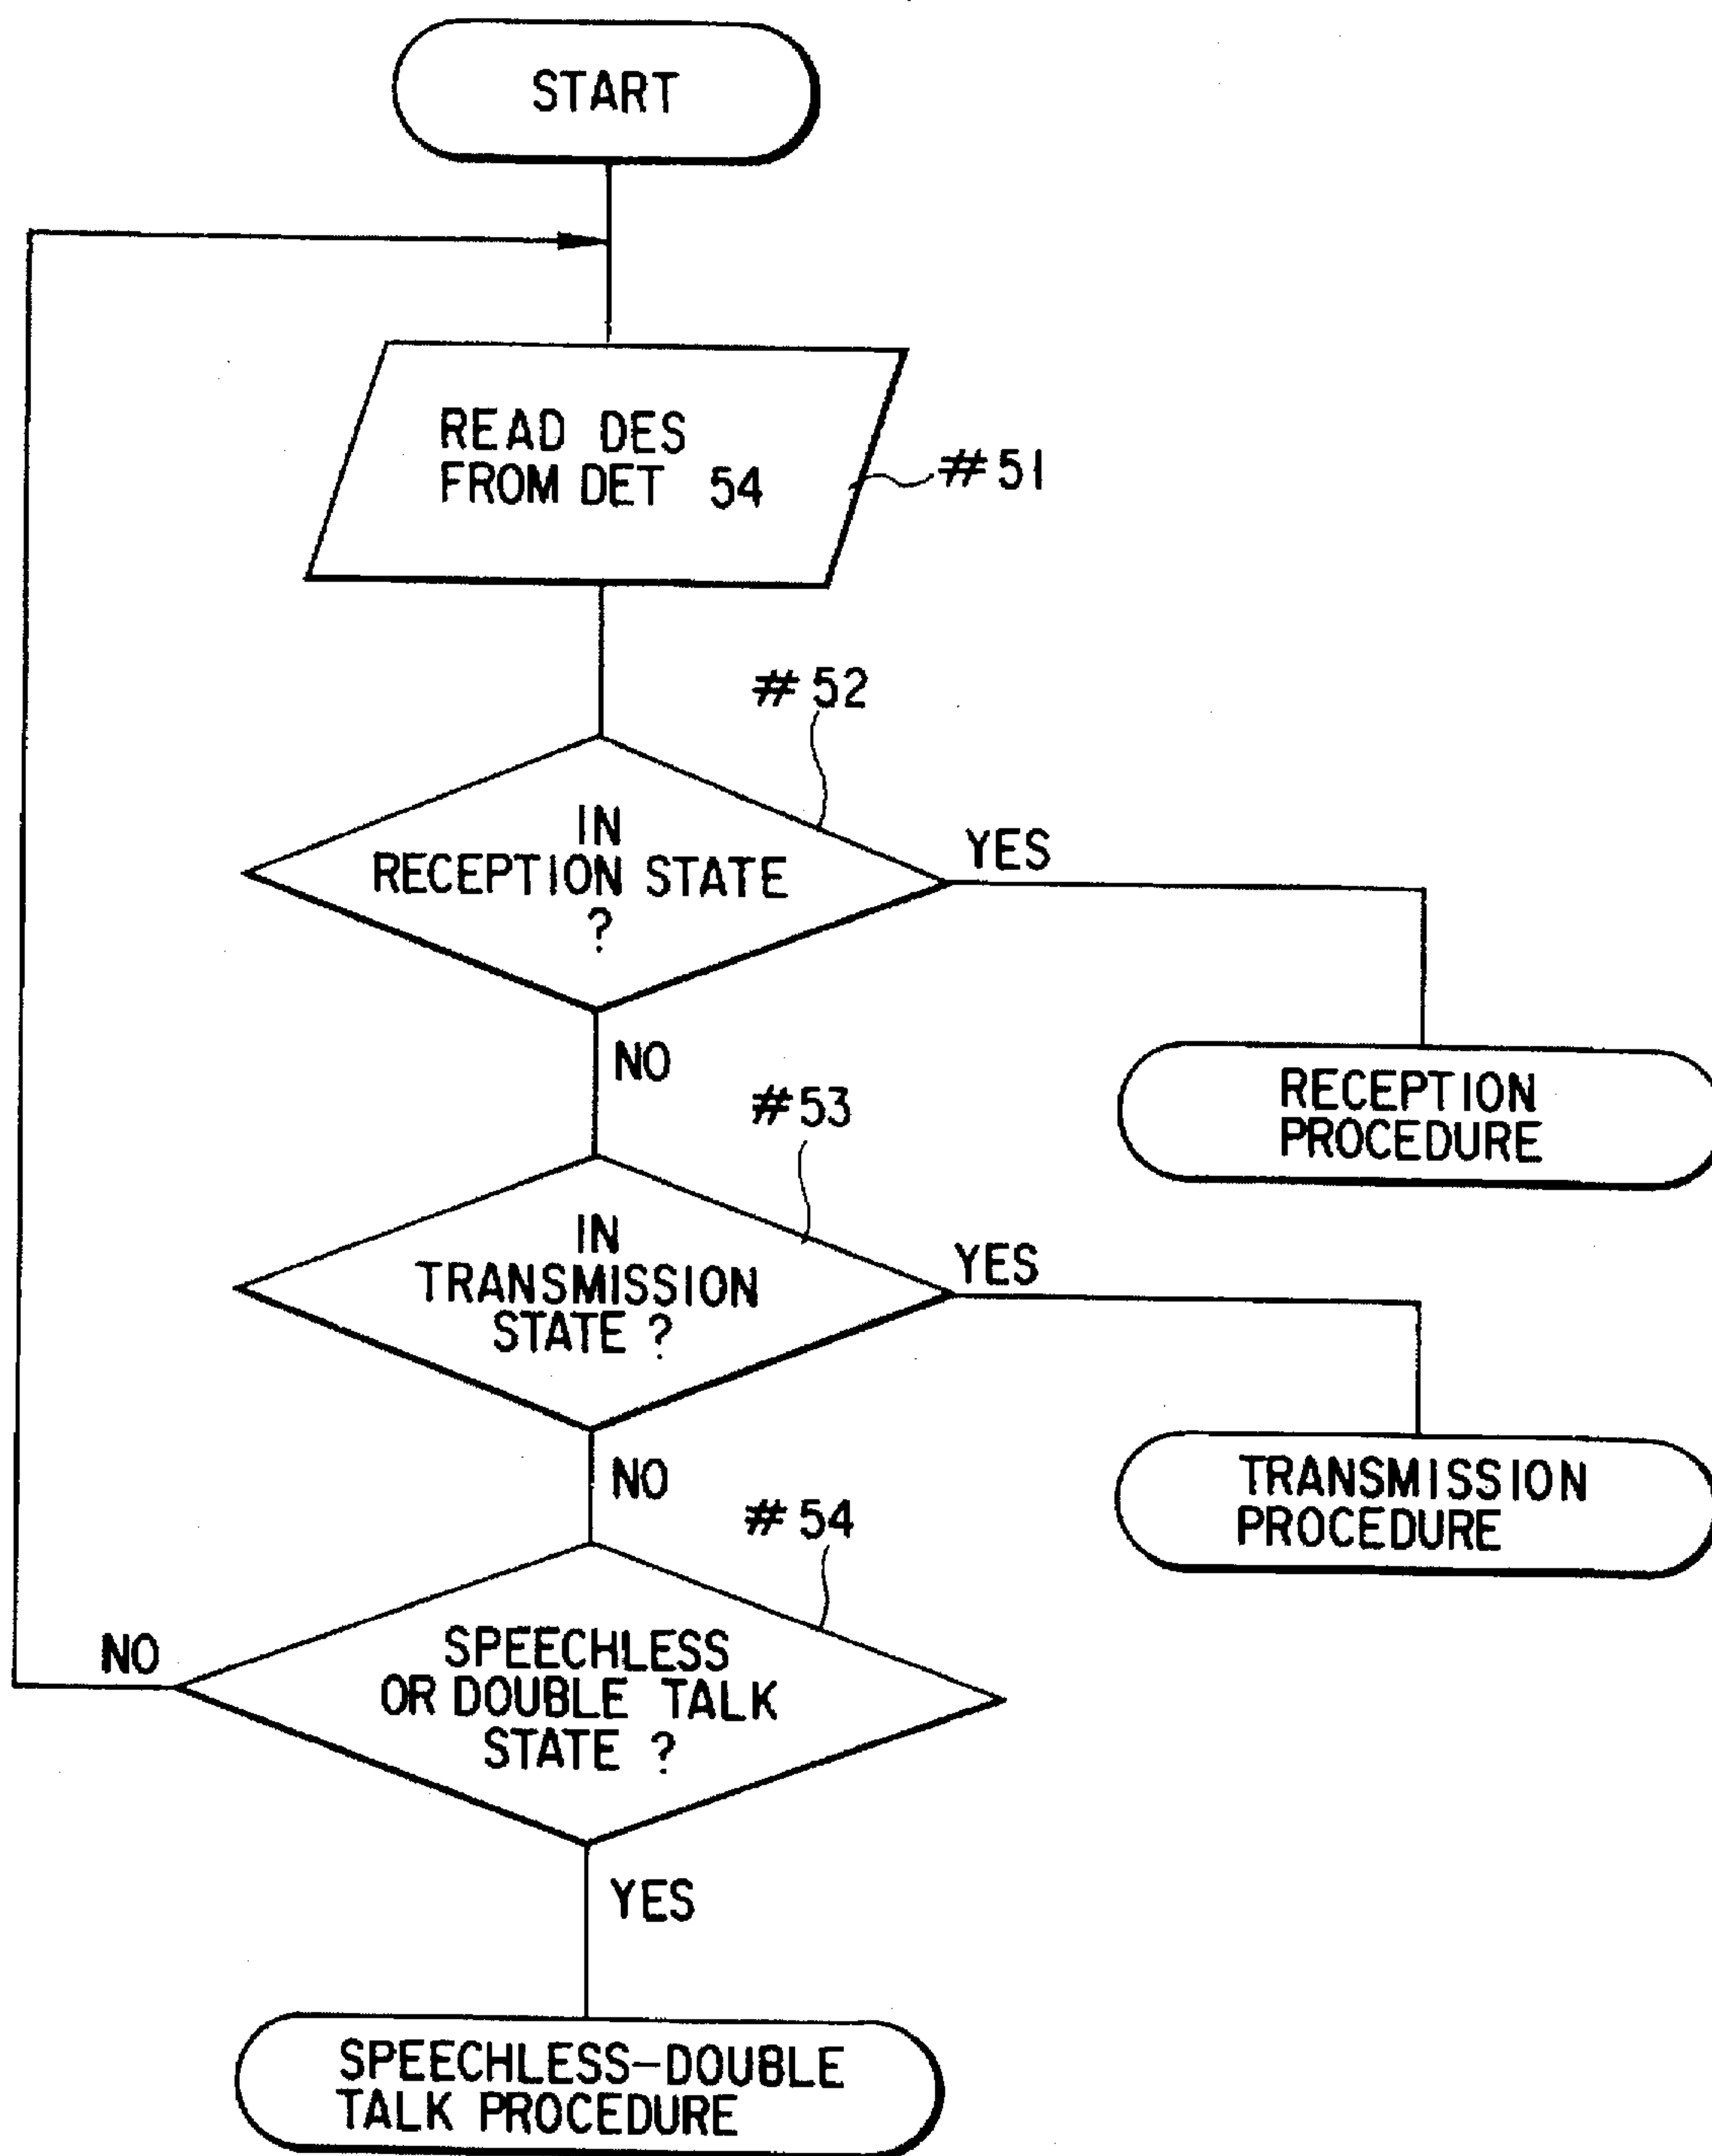 START
READ DES
FROM DET 54
#51
#52
IN
RECEPTION STATE
?
YES
NO
RECEPTION
PROCEDURE
#53
IN
TRANSMISSION
STATE ?
YES
NO
TRANSMISSION
PROCEDURE
#54
SPEECHLESS
OR DOUBLE TALK
STATE ?
NO
YES
SPEECHLESS-DOUBLE
TALK PROCEDURE